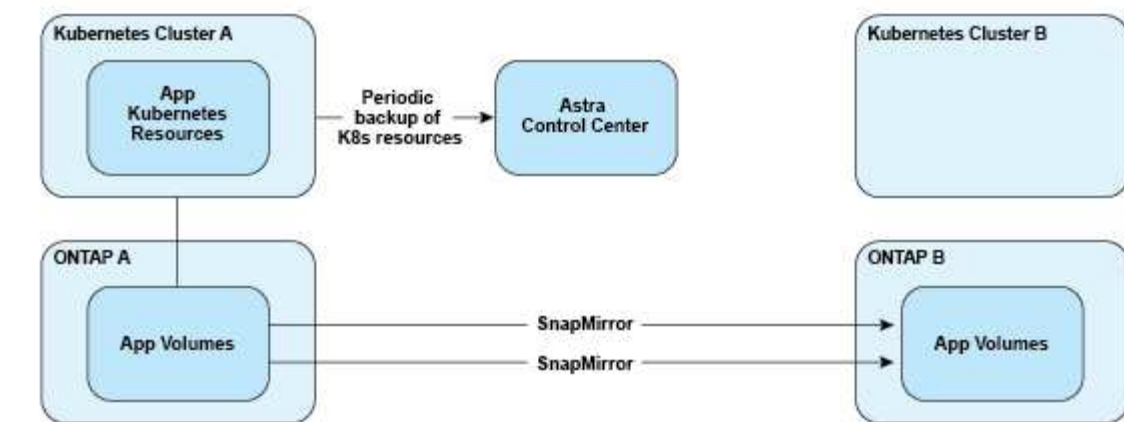 Kubernetes Cluster A
App
Kubernetes
Resources
Periodic
backup of
K8s resources
Astra
Control Center
Kubernetes Cluster B
ONTAP A
App Volumes
SnapMirror
SnapMirror
ONTAP B
App Volumes